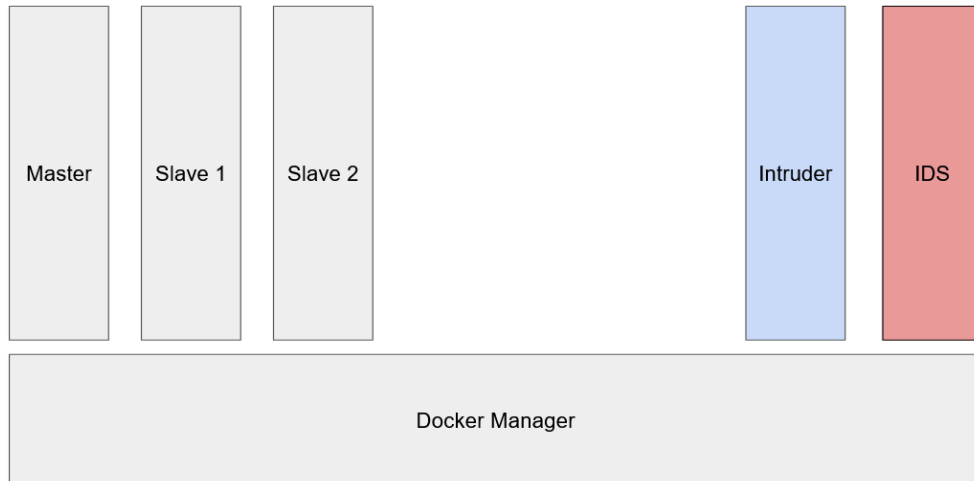 Master
Slave 1
Slave 2
Intruder
IDS
Docker Manager